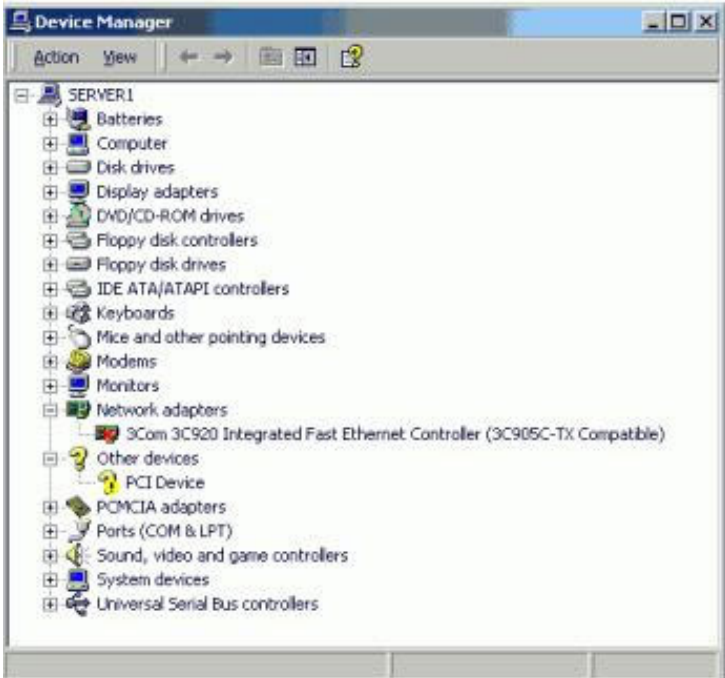 Device Manager
Action View
SERVER1
Batteries
Computer
Disk drives
Display adapters
DVD/CD-ROM drives
Floppy disk controllers
Floppy disk drives
IDE ATA/ATAPI controllers
Keyboards
Mice and other pointing devices
Modems
Monitors
Network adapters
3Com 3C920 Integrated Fast Ethernet Controller (3C905C-TX Compatible)
Other devices
PCI Device
PCMCIA adapters
Ports (COM & LPT)
Sound, video and game controllers
System devices
Universal Serial Bus controllers